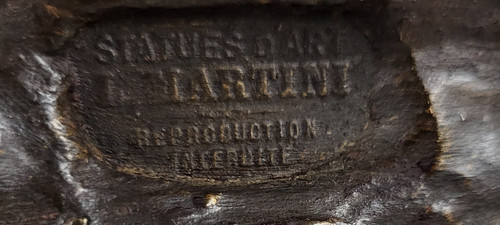 STATUES D'ART
L. MARTINI
REPRODUCTION
INTERDITE